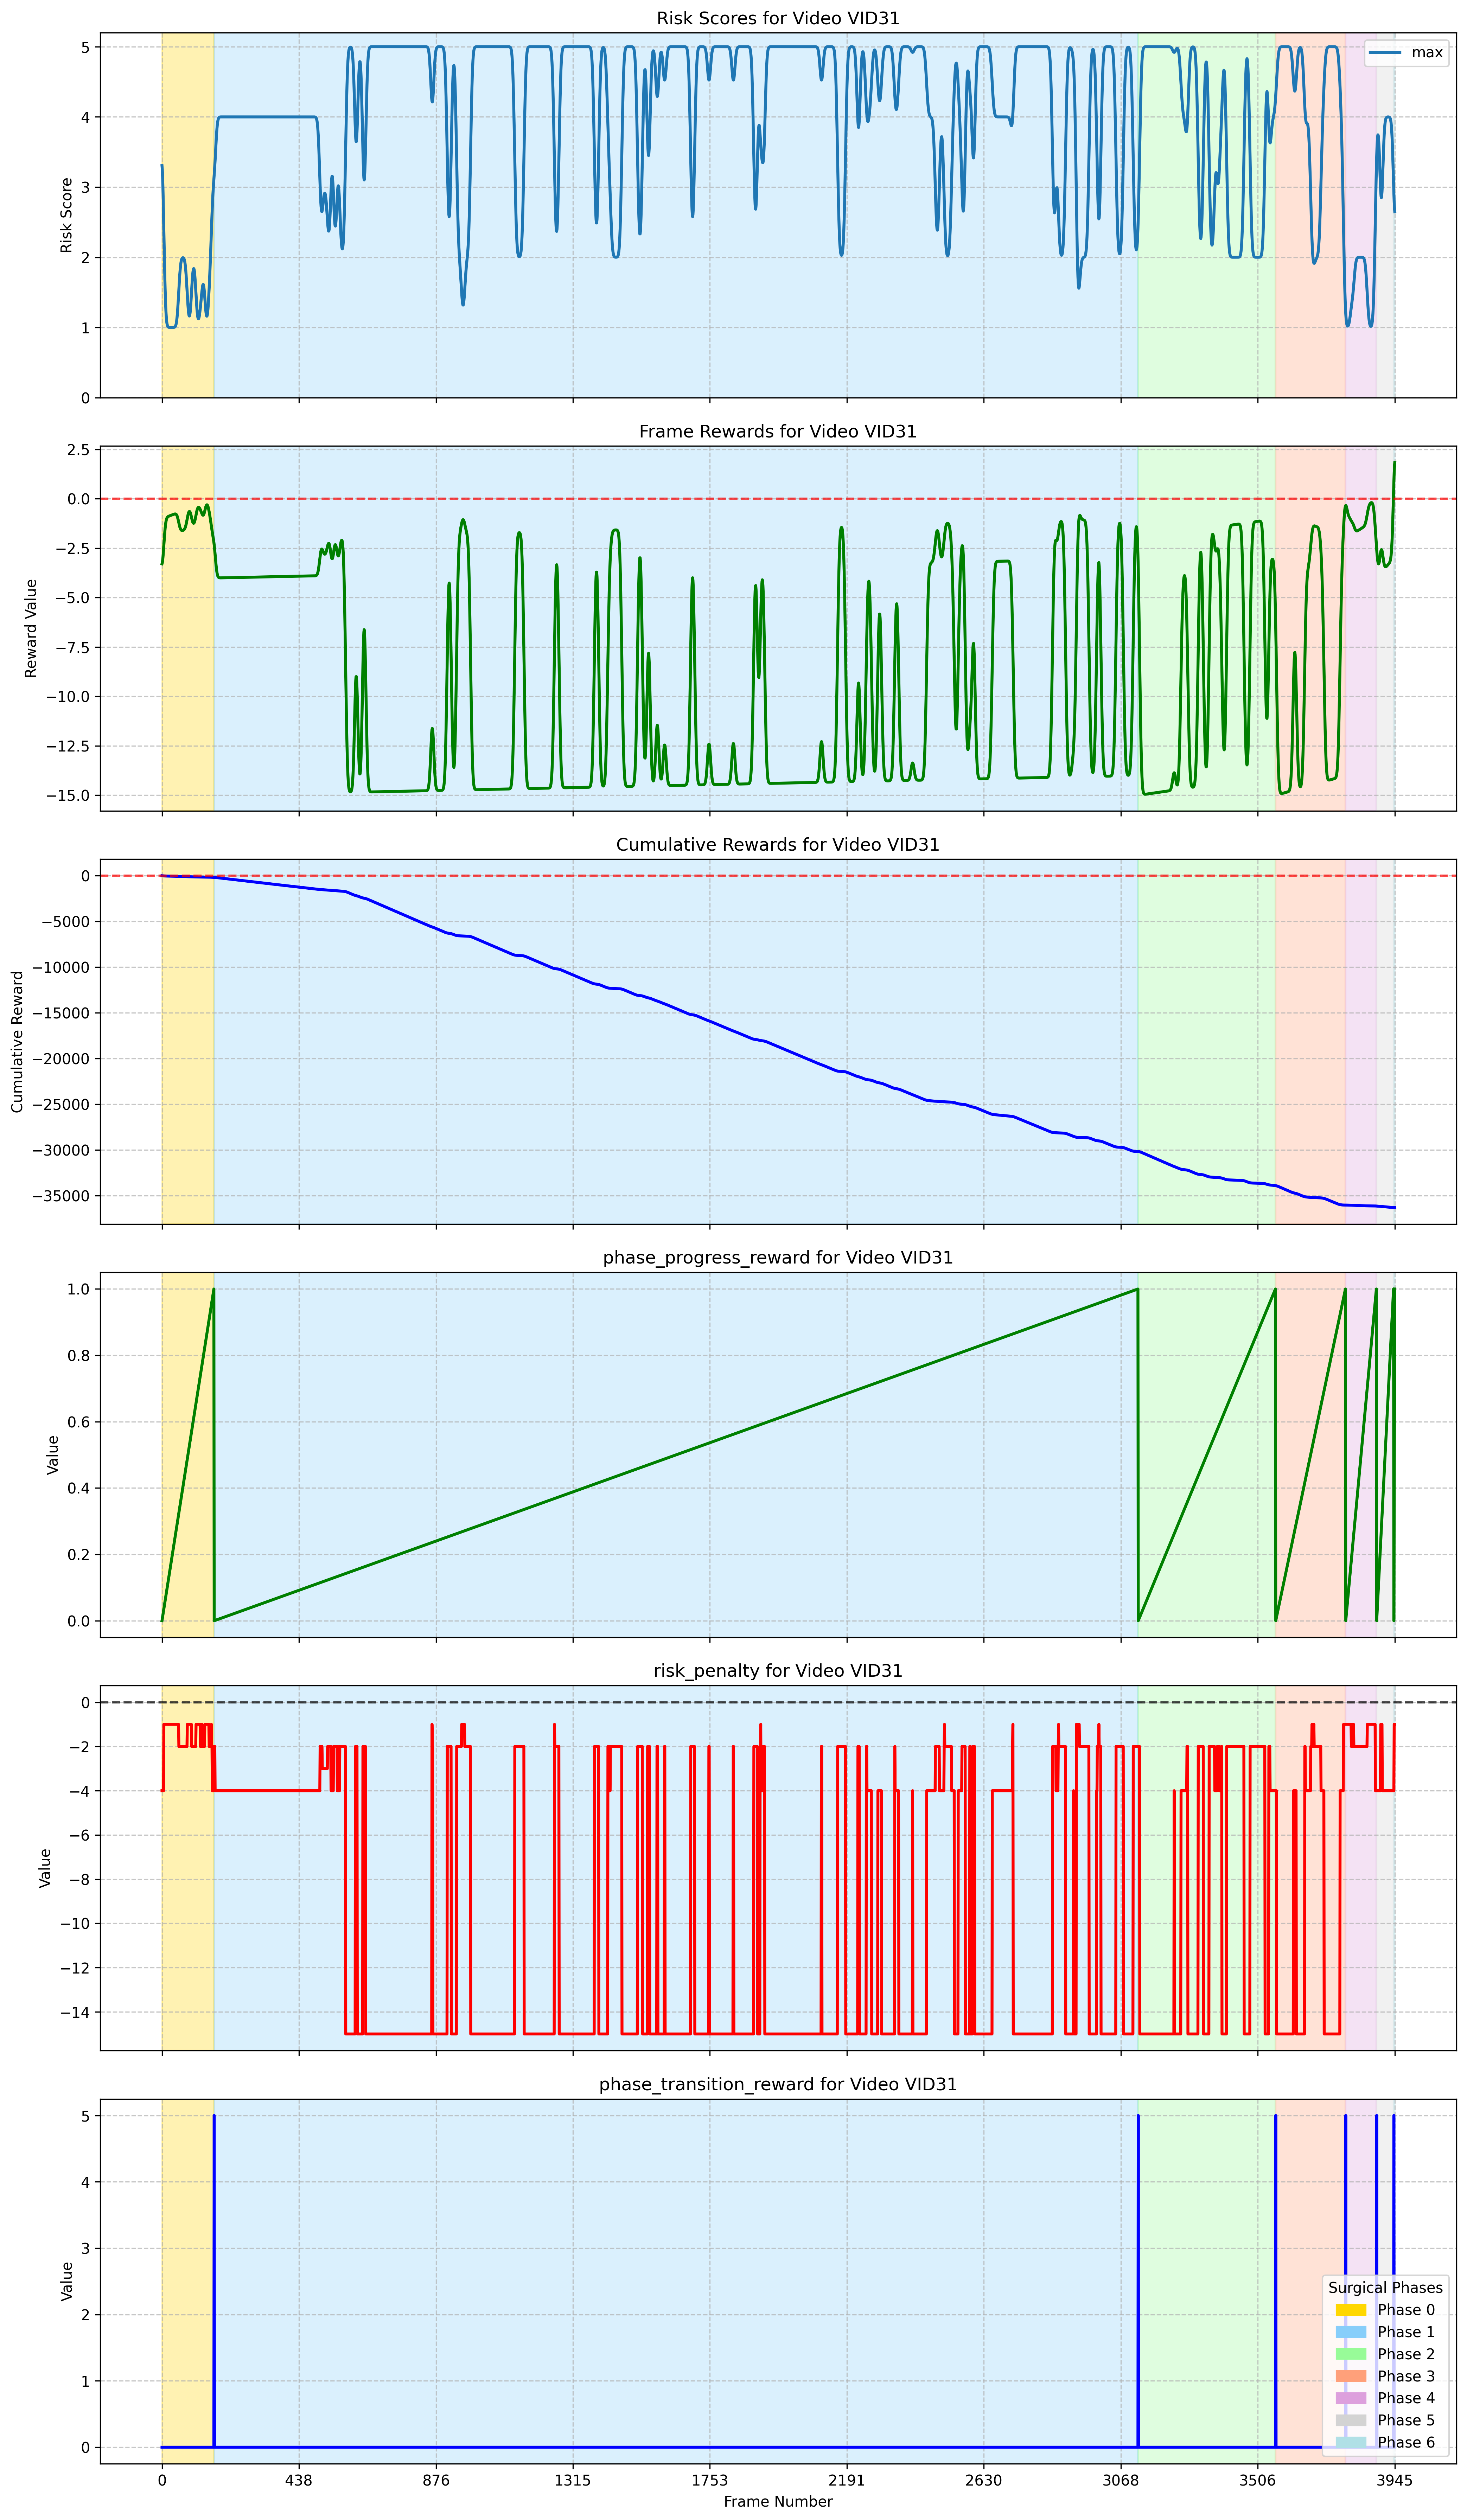 Risk Scores for Video VID31
max
5
4
3
2
1
0
Risk Score
Frame Rewards for Video VID31
2.5
0.0
−2.5
−5.0
−7.5
−10.0
−12.5
−15.0
Reward Value
Cumulative Rewards for Video VID31
0
−5000
−10000
−15000
−20000
−25000
−30000
−35000
Cumulative Reward
phase_progress_reward for Video VID31
1.0
0.8
0.6
0.4
0.2
0.0
Value
risk_penalty for Video VID31
0
−2
−4
−6
−8
−10
−12
−14
Value
phase_transition_reward for Video VID31
5
4
3
2
1
0
Value
Surgical Phases
Phase 0
Phase 1
Phase 2
Phase 3
Phase 4
Phase 5
Phase 6
0 438 876 1315 1753 2191 2630 3068 3506 3945
Frame Number